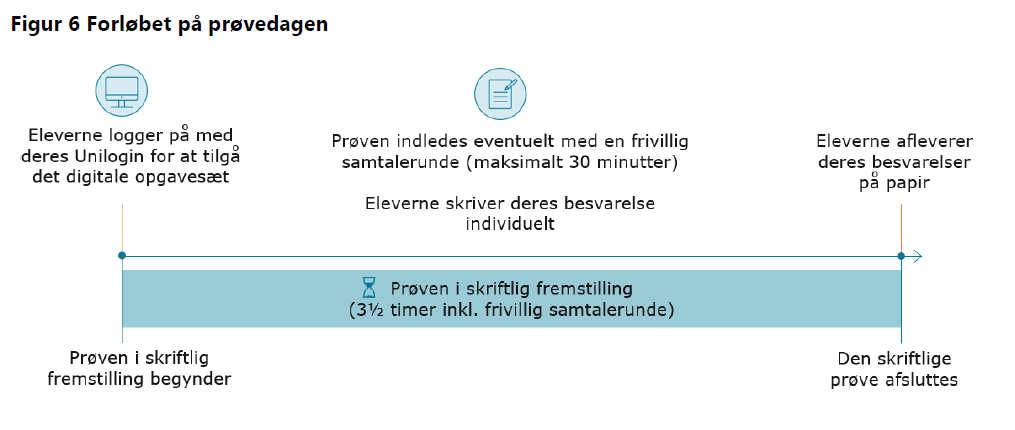 Figur 6 Forløbet på prøvedagen
Eleverne logger på med
deres Unilogin for at tilgå
det digitale opgavesæt
Prøven indledes eventuelt med en frivillig
samtalerunde (maksimalt 30 minutter)
Eleverne skriver deres besvarelse
individuelt
Eleverne afleverer
deres besvarelser
på papir
Prøven i skriftlig fremstilling
(3½ timer inkl. frivillig samtalerunde)
Prøven i skriftlig
fremstilling begynder
Den skriftlige
prøve afsluttes